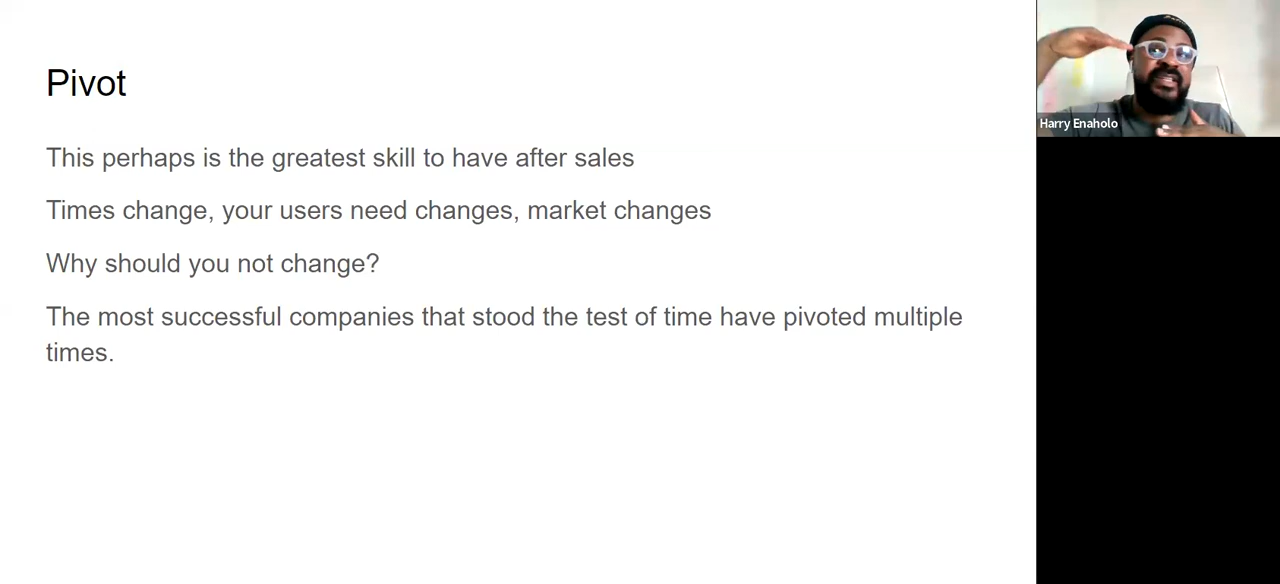 Pivot
This perhaps is the greatest skill to have after sales
Times change, your users need changes, market changes
Why should you not change?
The most successful companies that stood the test of time have pivoted multiple
times.
Harry Enaholo